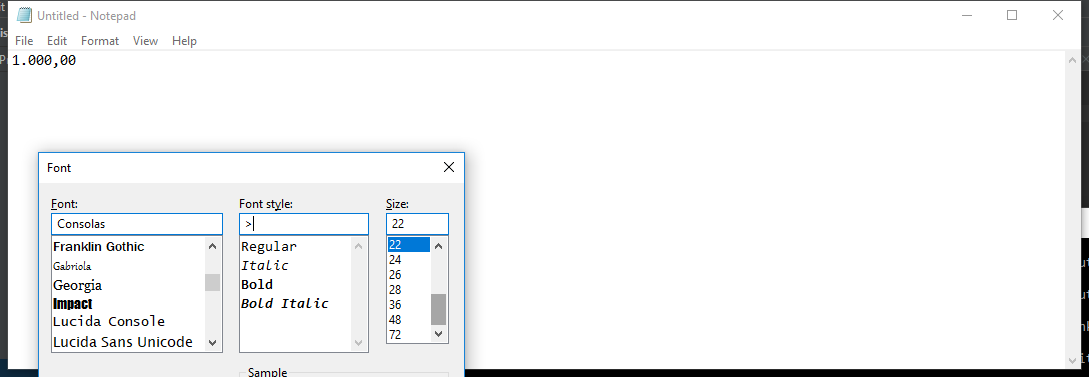 Untitled - Notepad
File Edit Format View Help
1.000,00
Font
Font: Font style: Size:
Consolas > 22
Franklin Gothic Regular 22
Gabriola Italic 24
Georgia Bold 26
Impact Bold Italic 28
Lucida Console 36
Lucida Sans Unicode 48
72
Sample